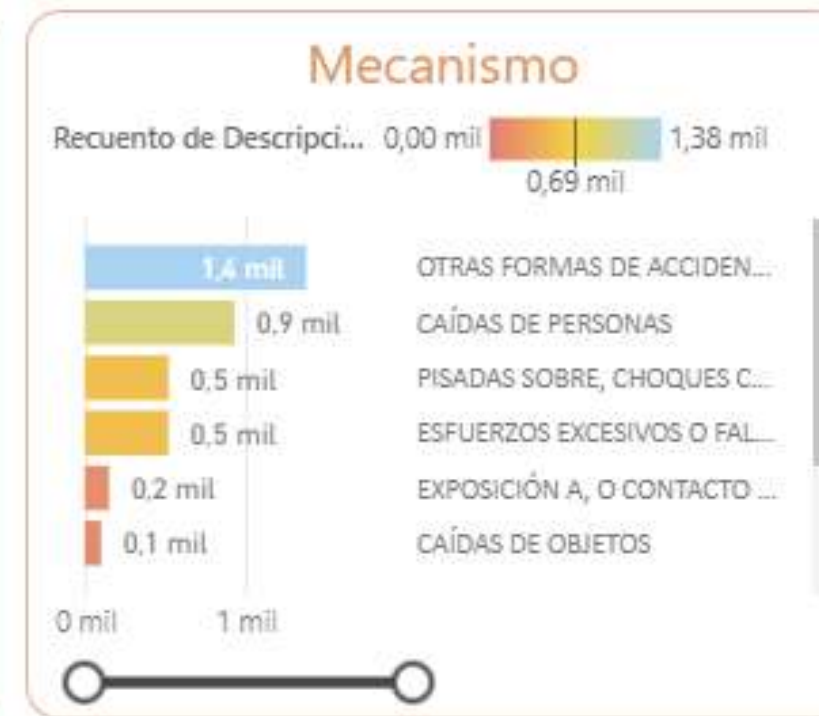 Mecanismo
Recuento de Descripci... 0,00 mil 1,38 mil
0,69 mil
1,4 mil OTRAS FORMAS DE ACCIDEN...
0,9 mil CAÍDAS DE PERSONAS
0,5 mil PISADAS SOBRE, CHOQUES C...
0,5 mil ESFUERZOS EXCESIVOS O FAL...
0,2 mil EXPOSICIÓN A, O CONTACTO ...
0,1 mil CAÍDAS DE OBJETOS
0 mil 1 mil